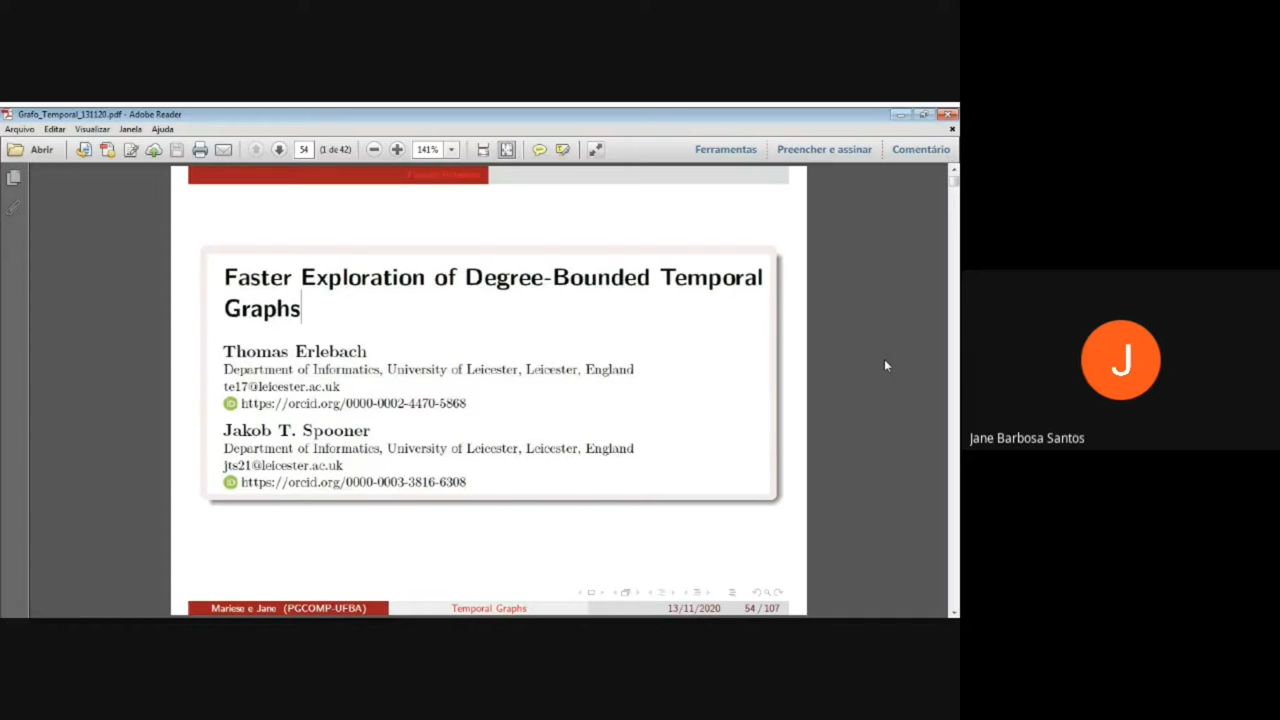 Grafo_Temporal_131120.pdf - Adobe Reader
Arquivo Editar Visualizar Janela Ajuda
Abrir 54 (1 de 42) 141% Ferramentas Preencher e assinar Comentário
Faster Exploration of Degree-Bounded Temporal
Graphs
Thomas Erlebach
Department of Informatics, University of Leicester, Leicester, England
te17@leicester.ac.uk
iD https://orcid.org/0000-0002-4470-5868
Jakob T. Spooner
Department of Informatics, University of Leicester, Leicester, England
jts21@leicester.ac.uk
iD https://orcid.org/0000-0003-3816-6308
Mariese e Jane (PGCOMP-UFBA) Temporal Graphs 13/11/2020 54 / 107
J
Jane Barbosa Santos